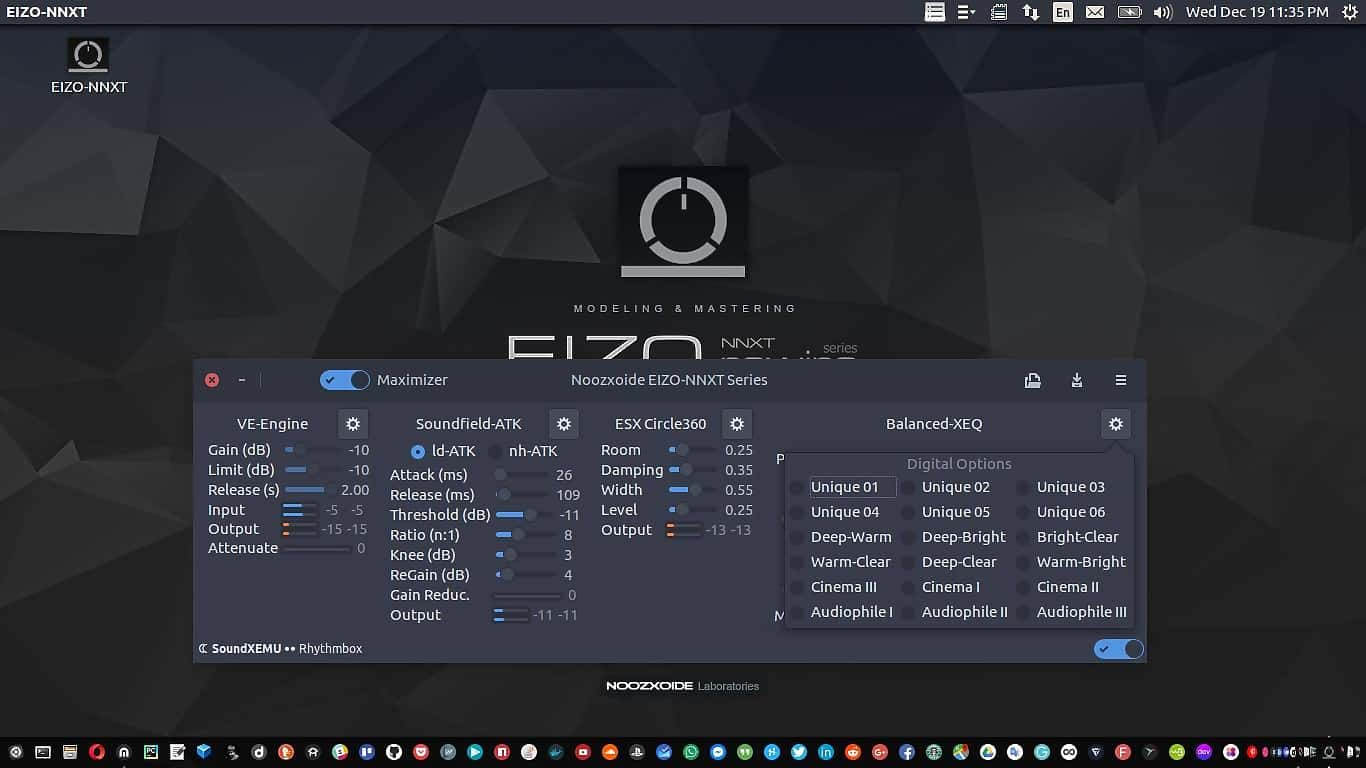 EIZO-NNXT
En
Wed Dec 19 11:35 PM
EIZO-NNXT
MODELING & MASTERING
EIZO NNXT series
Maximizer
Noozxoide EIZO-NNXT Series
VE-Engine
Gain (dB) -10
Limit (dB) -10
Release (s) 2.00
Input -5 -5
Output -15 -15
Attenuate 0
Soundfield-ATK
ld-ATK nh-ATK
Attack (ms) 26
Release (ms) 109
Threshold (dB) -11
Ratio (n:1) 8
Knee (dB) 3
ReGain (dB) 4
Gain Reduc. 0
Output -11 -11
ESX Circle360
Room 0.25
Damping 0.35
Width 0.55
Level 0.25
Output -13 -13
Balanced-XEQ
Digital Options
Unique 01 Unique 02 Unique 03
Unique 04 Unique 05 Unique 06
Deep-Warm Deep-Bright Bright-Clear
Warm-Clear Deep-Clear Warm-Bright
Cinema III Cinema I Cinema II
Audiophile I Audiophile II Audiophile III
SoundXEMU •• Rhythmbox
NOOZXOIDE Laboratories